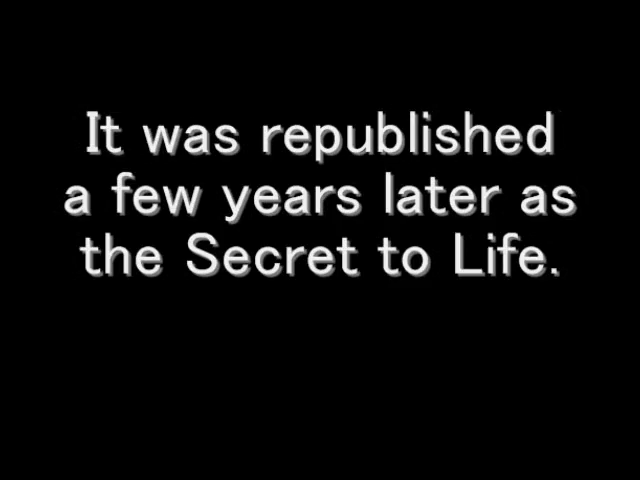 It was republished
a few years later as
the Secret to Life.